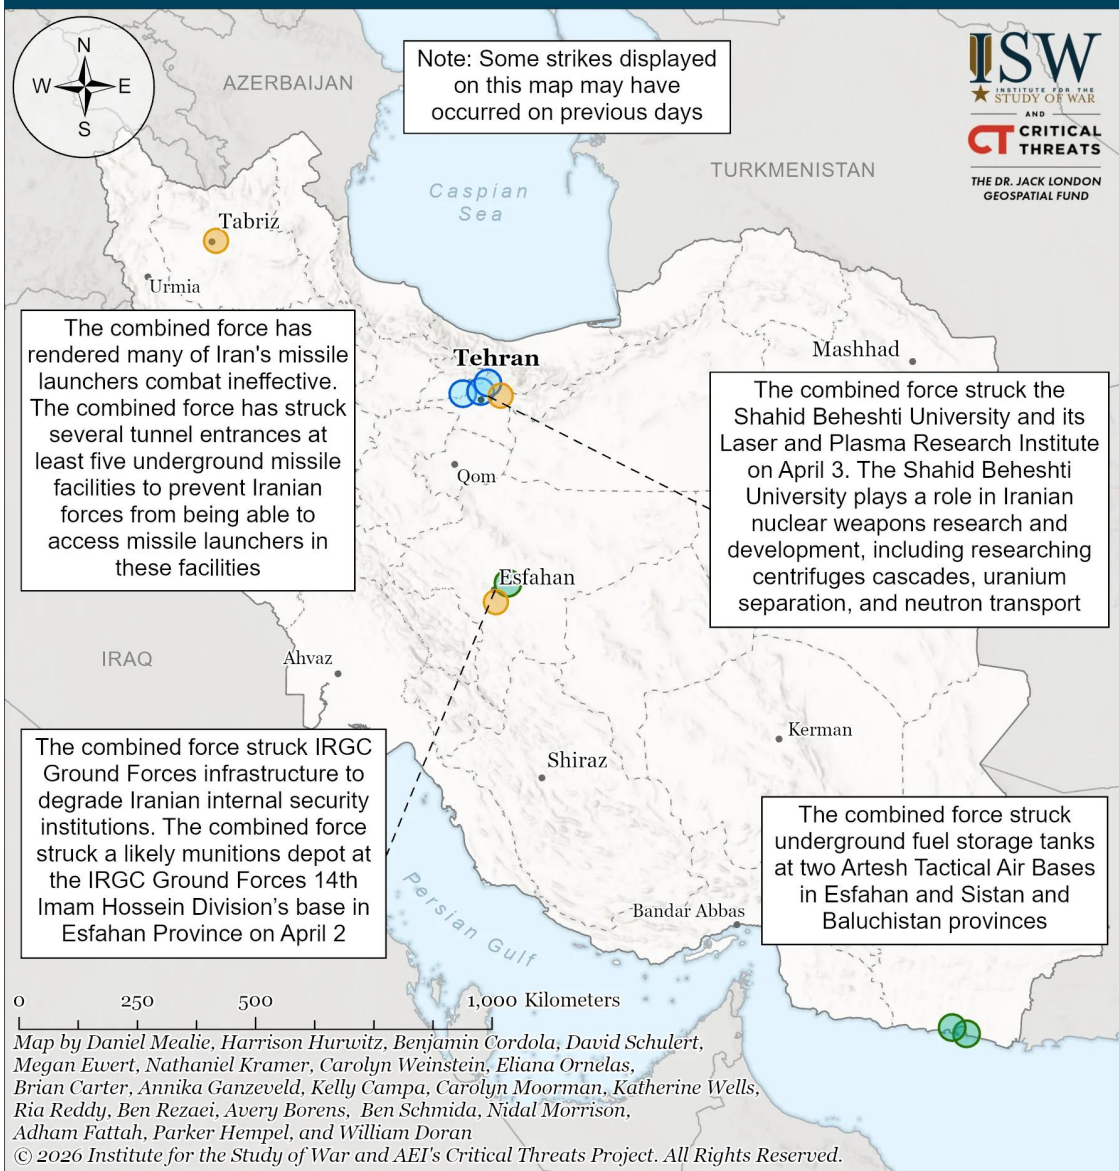 N
W E
S
AZERBAIJAN
Note: Some strikes displayed
on this map may have
occurred on previous days
ISW
INSTITUTE FOR THE
STUDY OF WAR
AND
CT CRITICAL
THREATS
THE DR. JACK LONDON
GEOSPATIAL FUND
TURKMENISTAN
Caspian
Sea
Tabriz
Urmia
The combined force has
rendered many of Iran's missile
launchers combat ineffective.
The combined force has struck
several tunnel entrances at
least five underground missile
facilities to prevent Iranian
forces from being able to
access missile launchers in
these facilities
Tehran
Mashhad
The combined force struck the
Shahid Beheshti University and its
Laser and Plasma Research Institute
on April 3. The Shahid Beheshti
University plays a role in Iranian
nuclear weapons research and
development, including researching
centrifuges cascades, uranium
separation, and neutron transport
Qom
Esfahan
IRAQ
Ahvaz
Kerman
Shiraz
The combined force struck IRGC
Ground Forces infrastructure to
degrade Iranian internal security
institutions. The combined force
struck a likely munitions depot at
the IRGC Ground Forces 14th
Imam Hossein Division’s base in
Esfahan Province on April 2
The combined force struck
underground fuel storage tanks
at two Artesh Tactical Air Bases
in Esfahan and Sistan and
Baluchistan provinces
Persian Gulf
Bandar Abbas
0 250 500 1,000 Kilometers
Map by Daniel Mealie, Harrison Hurwitz, Benjamin Cordola, David Schulert,
Megan Ewert, Nathaniel Kramer, Carolyn Weinstein, Eliana Ornelas,
Brian Carter, Annika Ganzeveld, Kelly Campa, Carolyn Moorman, Katherine Wells,
Ria Reddy, Ben Rezaei, Avery Borens, Ben Schmida, Nidal Morrison,
Adham Fattah, Parker Hempel, and William Doran
© 2026 Institute for the Study of War and AEI's Critical Threats Project. All Rights Reserved.